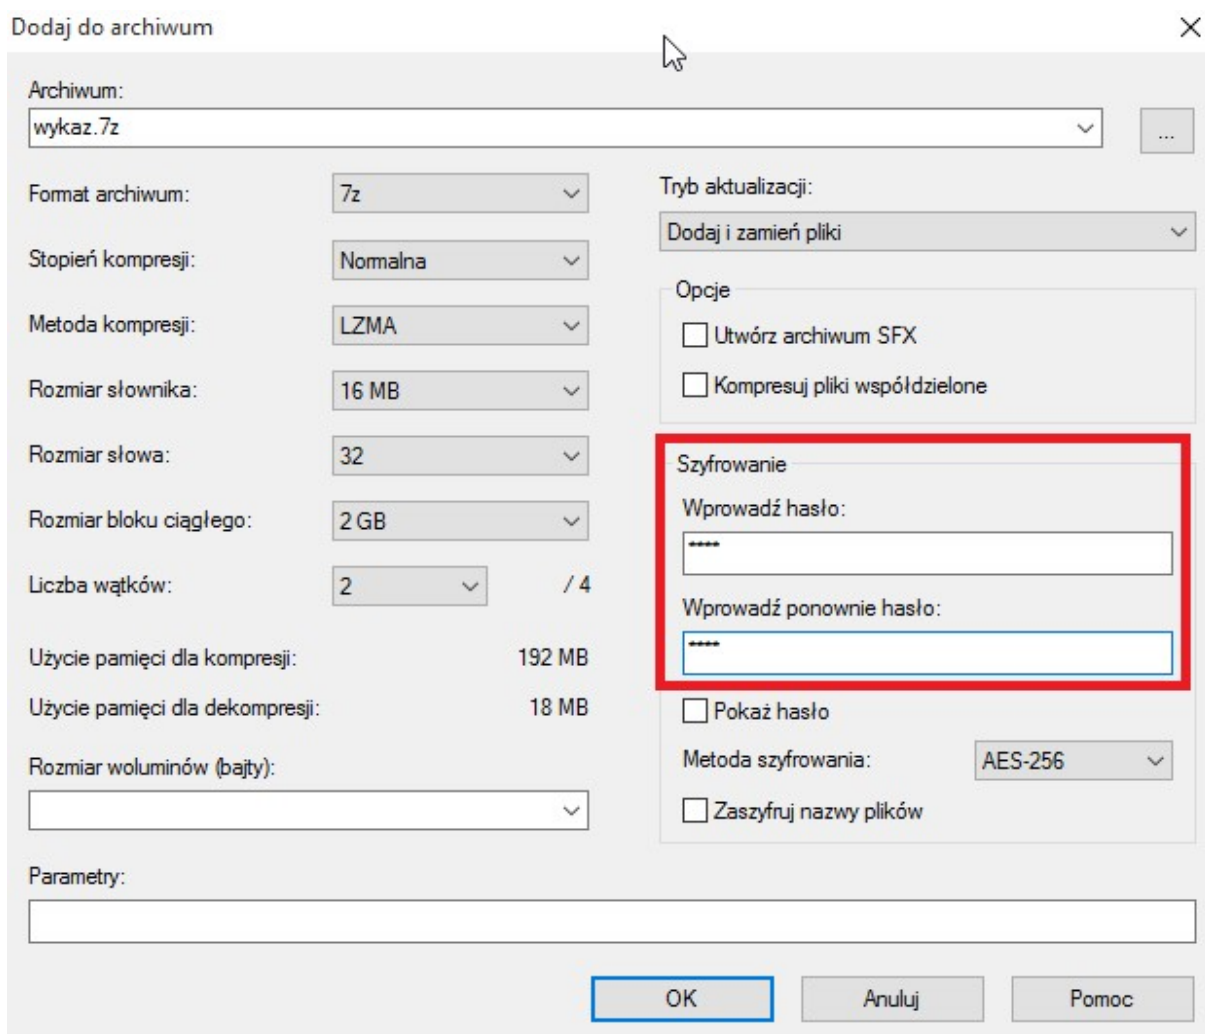 Dodaj do archiwum
Archiwum:
wykaz.7z
...
Format archiwum: 7z
Stopień kompresji: Normalna
Metoda kompresji: LZMA
Rozmiar słownika: 16 MB
Rozmiar słowa: 32
Rozmiar bloku ciągłego: 2 GB
Liczba wątków: 2 / 4
Użycie pamięci dla kompresji: 192 MB
Użycie pamięci dla dekompresji: 18 MB
Rozmiar woluminów (bajty):
Tryb aktualizacji:
Dodaj i zamień pliki
Opcje
Utwórz archiwum SFX
Kompresuj pliki współdzielone
Szyfrowanie
Wprowadź hasło:
****
Wprowadź ponownie hasło:
****
Pokaż hasło
Metoda szyfrowania: AES-256
Zaszyfruj nazwy plików
Parametry:
OK Anuluj Pomoc